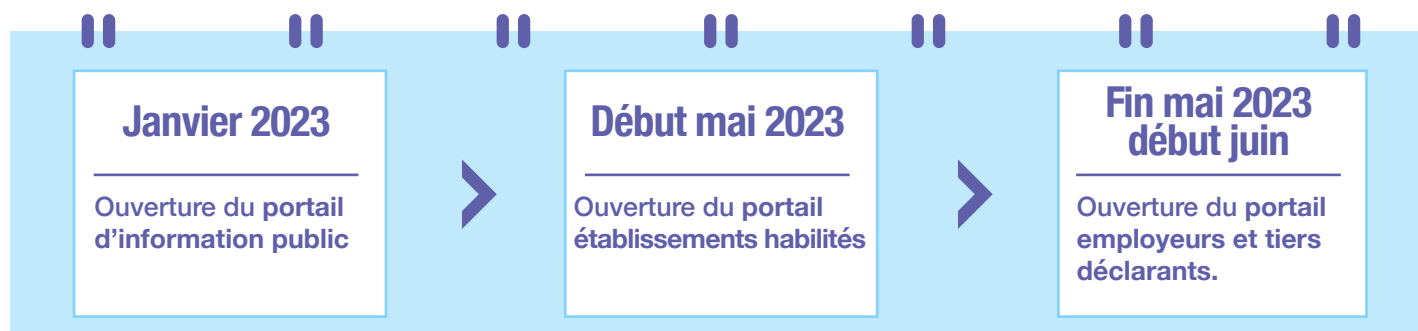 Janvier 2023
Ouverture du portail
d’information public
Début mai 2023
Ouverture du portail
établissements habilités
Fin mai 2023
début juin
Ouverture du portail
employeurs et tiers
déclarants.